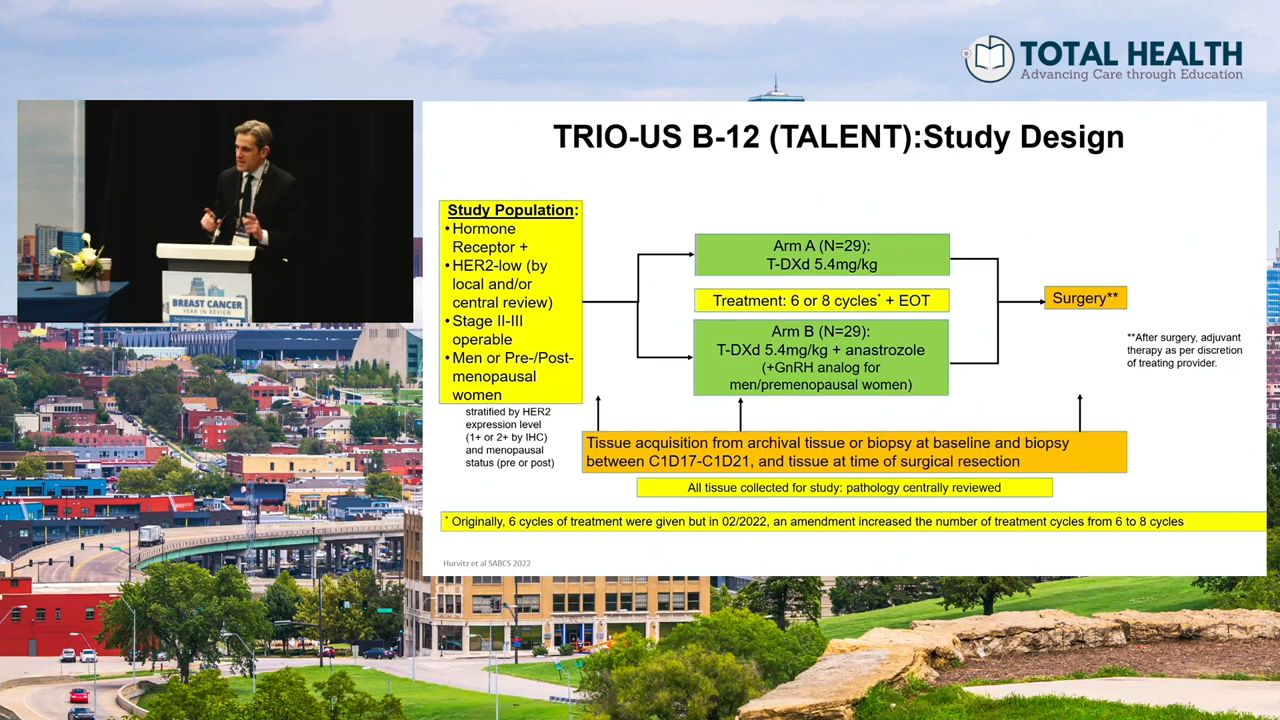 TOTAL HEALTH
Advancing Care through Education
TRIO-US B-12 (TALENT):Study Design
Study Population:
• Hormone
Receptor +
• HER2-low (by
local and/or
central review)
• Stage II-III
operable
• Men or Pre-/Post-
menopausal
women
stratified by HER2
expression level
(1+ or 2+ by IHC)
and menopausal
status (pre or post)
Arm A (N=29):
T-DXd 5.4mg/kg
Treatment: 6 or 8 cycles* + EOT
Arm B (N=29):
T-DXd 5.4mg/kg + anastrozole
(+GnRH analog for
men/premenopausal women)
Surgery**
**After surgery, adjuvant
therapy as per discretion
of treating provider.
Tissue acquisition from archival tissue or biopsy at baseline and biopsy
between C1D17-C1D21, and tissue at time of surgical resection
All tissue collected for study: pathology centrally reviewed
* Originally, 6 cycles of treatment were given but in 02/2022, an amendment increased the number of treatment cycles from 6 to 8 cycles
Hurvitz et al SABCS 2022
BREAST CANCER
YEAR IN REVIEW